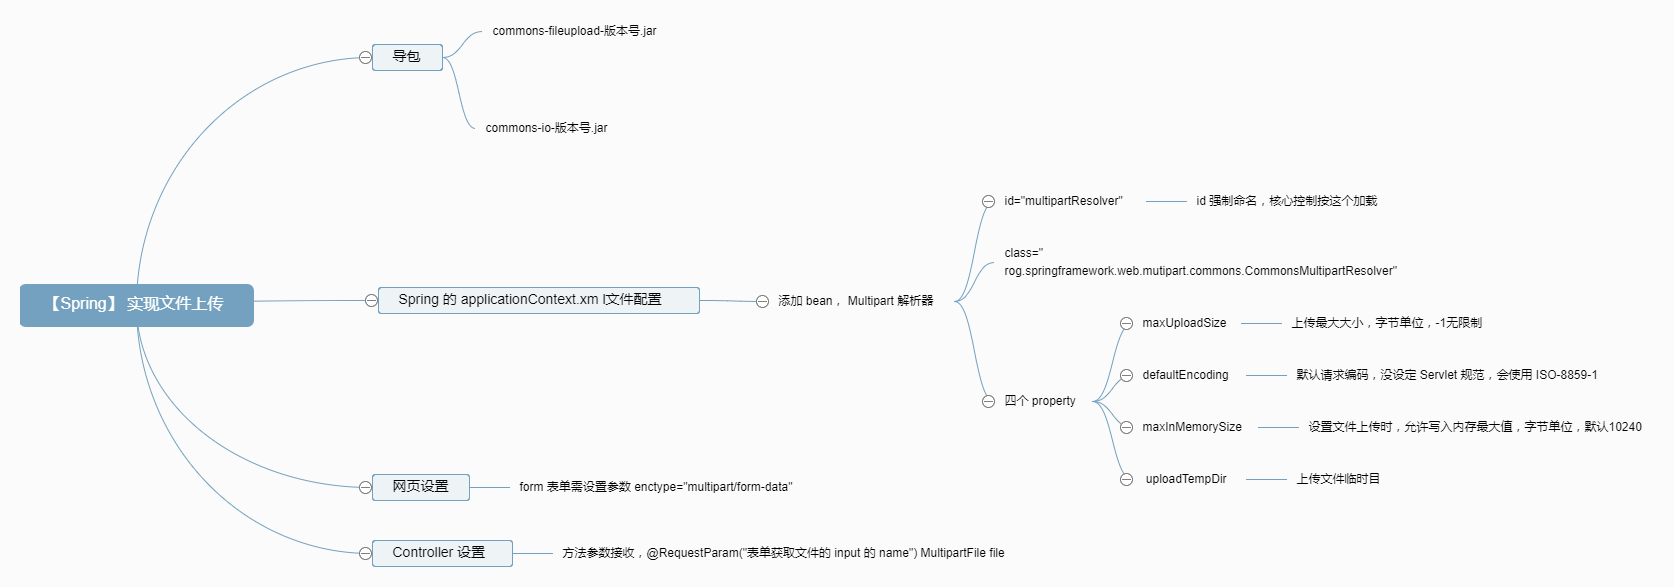 commons-fileupload-版本号.jar
导包
commons-io-版本号.jar
id="multipartResolver"
id 强制命名，核心控制按这个加载
class="
rog.springframework.web.mutipart.commons.CommonsMultipartResolver"
【Spring】 实现文件上传
Spring 的 applicationContext.xm l文件配置
添加 bean， Multipart 解析器
maxUploadSize
上传最大大小，字节单位，-1无限制
defaultEncoding
默认请求编码，没设定 Servlet 规范，会使用 ISO-8859-1
四个 property
maxInMemorySize
设置文件上传时，允许写入内存最大值，字节单位，默认10240
uploadTempDir
上传文件临时目
网页设置
form 表单需设置参数 enctype="multipart/form-data"
Controller 设置
方法参数接收，@RequestParam("表单获取文件的 input 的 name") MultipartFile file